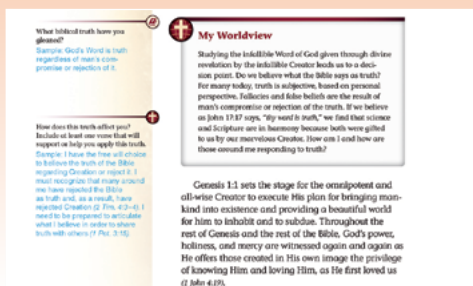 What biblical truth have you
gleaned?
Sample: God's Word is truth
regardless of man's com-
promise or rejection of it.
How does this truth affect you?
Include at least one verse that will
support or help you apply this truth.
Sample: I have the free will choice
to believe the truth of the Bible
regarding Creation or reject it. I
must recognize that many around
me have rejected the Bible
as truth and, as a result, have
rejected Creation (2 Pet. 3:3–4). I
need to be prepared to articulate
what I believe in order to share
truth with others (1 Pet. 3:15).
My Worldview
Studying the infallible Word of God given through divine
revelation by the infallible Creator leads us to a deci-
sion point. Do we believe what the Bible says as truth?
For many today, truth is subjective, based on personal
perspective. Fallacies and false beliefs are the result of
man's compromise or rejection of the truth. If we believe
as John 17:17 says, "thy word is truth," we find that science
and Scripture are in harmony because both were gifted
to us by our marvelous Creator. How am I and how are
those around me responding to truth?
Genesis 1:1 sets the stage for the omnipotent and
all-wise Creator to execute His plan for bringing man-
kind into existence and providing a beautiful world
for him to inhabit and to subdue. Throughout the
rest of Genesis and the rest of the Bible, God's power,
holiness, and mercy are witnessed again and again as
He offers those created in His own image the privilege
of knowing Him and loving Him, as He first loved us
(1 John 4:19).